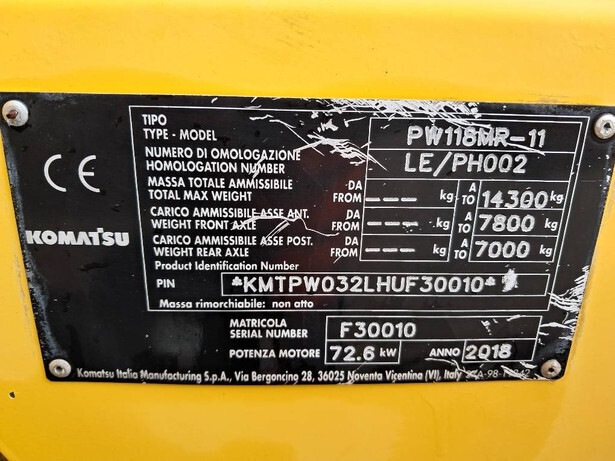 TIPO
TYPE - MODEL PW118MR-11
NUMERO DI OMOLOGAZIONE
HOMOLOGATION NUMBER LE/PH002
MASSA TOTALE AMMISSIBILE DA A
TOTAL MAX WEIGHT FROM --- kg TO 14300 kg
CARICO AMMISSIBILE ASSE ANT. DA A
WEIGHT FRONT AXLE FROM --- kg TO 7800 kg
CARICO AMMISSIBILE ASSE POST. DA A
WEIGHT REAR AXLE FROM --- kg TO 7000 kg
CE
KOMATSU
Product Identification Number
PIN *KMTPW032LHUF30010*
Massa rimorchiabile: non atto
MATRICOLA
SERIAL NUMBER F30010
POTENZA MOTORE 72.6 kW ANNO 2018
Komatsu Italia Manufacturing S.p.A., Via Bergoncino 28, 36025 Noventa Vicentina (VI), Italy